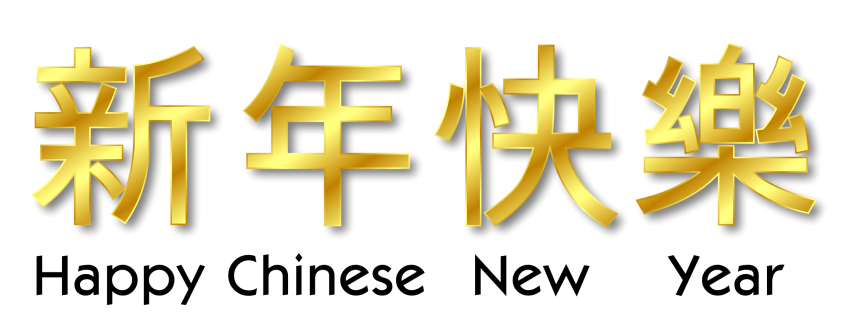 新年快樂
Happy Chinese New Year